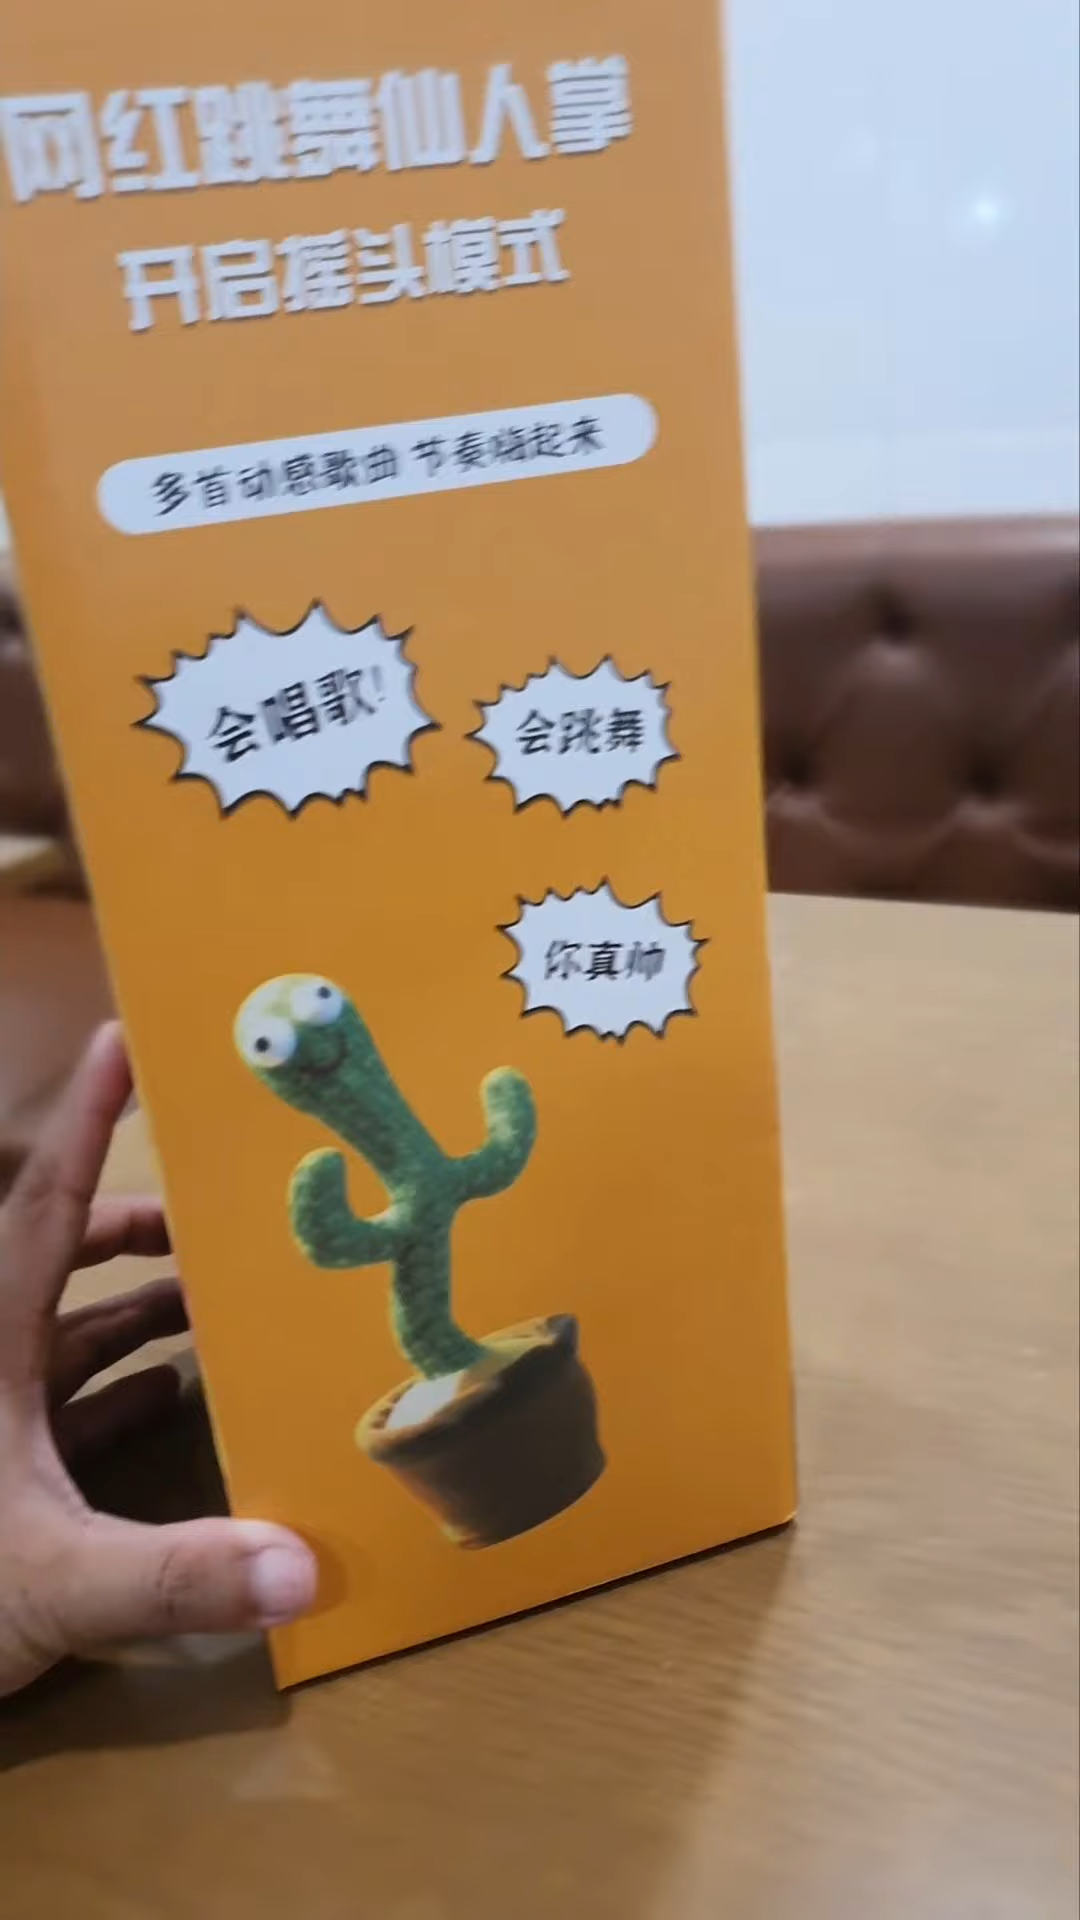 网红跳舞仙人掌
开启摇头模式
多首动感歌曲 节奏嗨起来
会唱歌!
会跳舞
你真帅